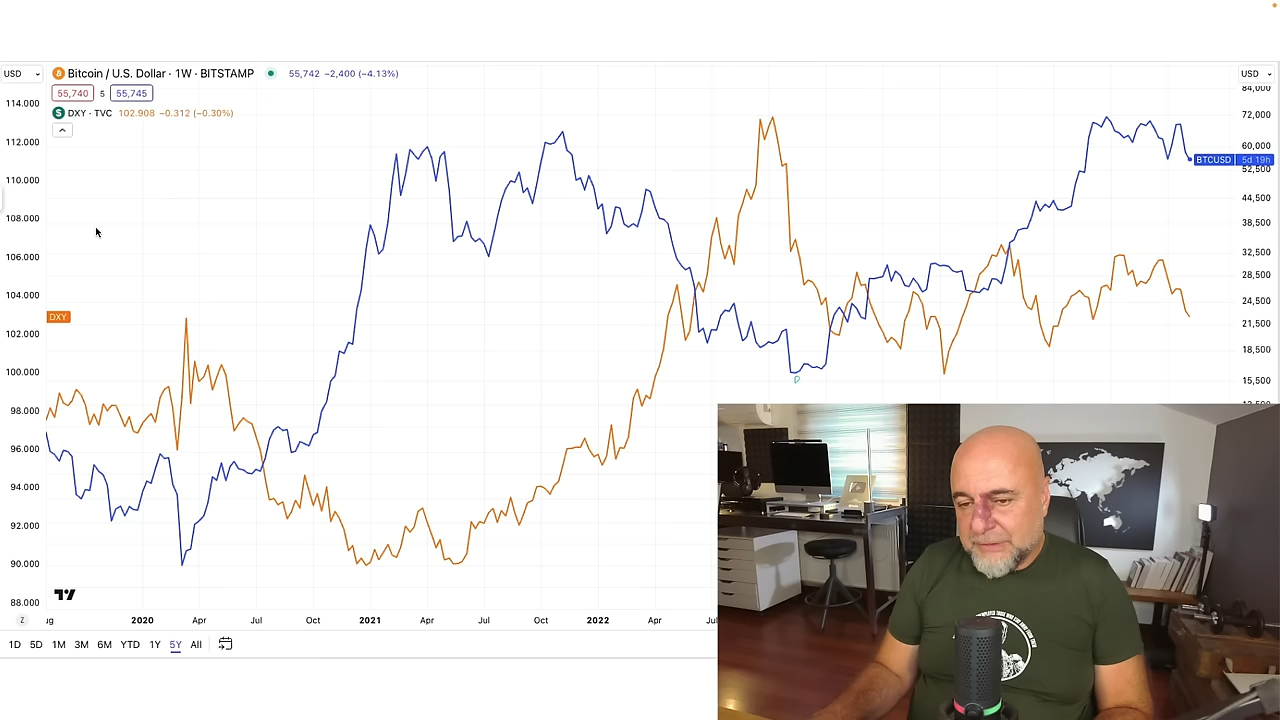 USD
Bitcoin / U.S. Dollar · 1W · BITSTAMP
55,742 −2,400 (−4.13%)
55,740
5
55,745
DXY · TVC
102.908 −0.312 (−0.30%)
114.000
112.000
110.000
108.000
106.000
104.000
DXY
102.000
100.000
98.000
96.000
94.000
92.000
90.000
88.000
USD
84,000
72,000
60,000
BTCUSD
5d 19h
52,500
44,500
38,500
32,500
28,500
24,500
21,500
18,500
15,500
D
Z
2020
Apr
Jul
Oct
2021
Apr
Jul
Oct
2022
Apr
1D
5D
1M
3M
6M
YTD
1Y
5Y
All